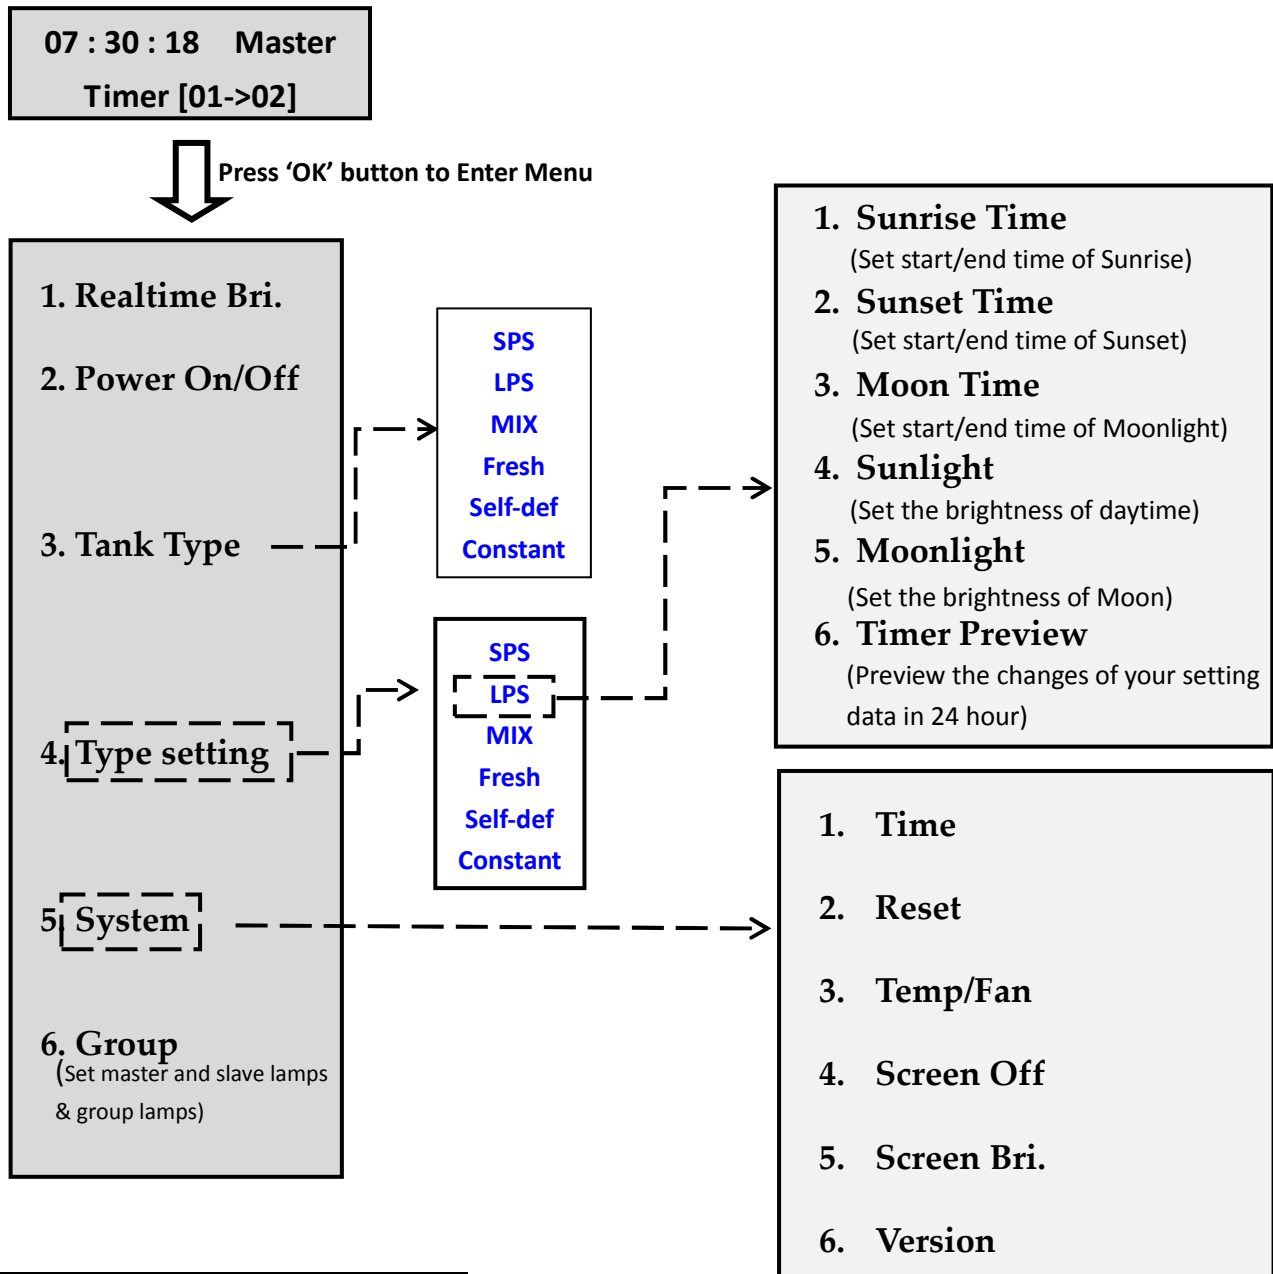 07 : 30 : 18 Master
Timer [01->02]
Press ‘OK’ button to Enter Menu
1. Realtime Bri.
2. Power On/Off
3. Tank Type
4. Type setting
5. System
6. Group
(Set master and slave lamps
& group lamps)
SPS
LPS
MIX
Fresh
Self-def
Constant
SPS
LPS
MIX
Fresh
Self-def
Constant
1. Sunrise Time
(Set start/end time of Sunrise)
2. Sunset Time
(Set start/end time of Sunset)
3. Moon Time
(Set start/end time of Moonlight)
4. Sunlight
(Set the brightness of daytime)
5. Moonlight
(Set the brightness of Moon)
6. Timer Preview
(Preview the changes of your setting
data in 24 hour)
1. Time
2. Reset
3. Temp/Fan
4. Screen Off
5. Screen Bri.
6. Version